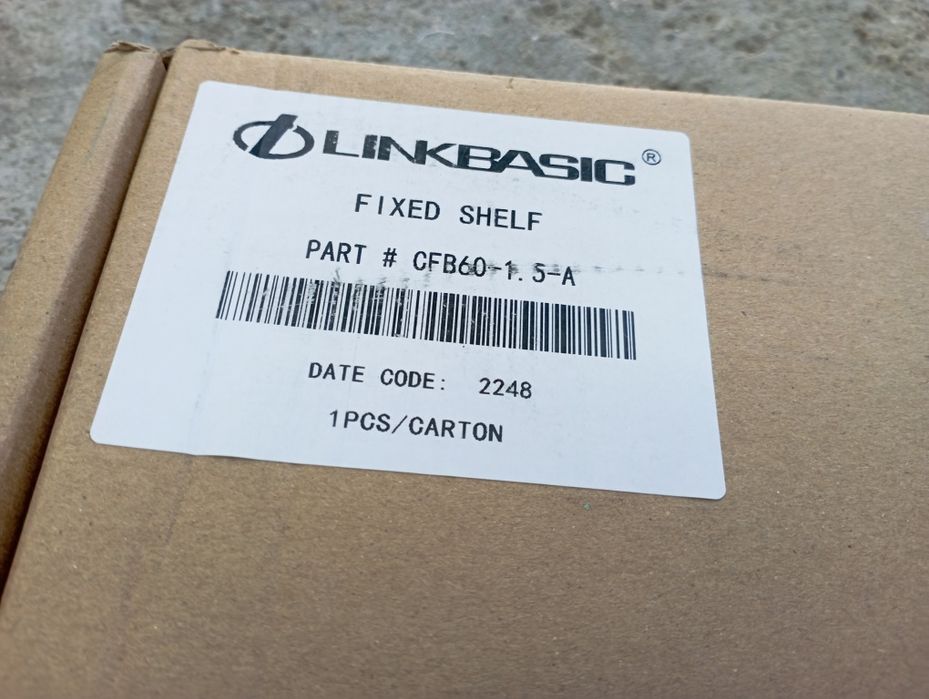 LINKBASIC ®
FIXED SHELF
PART # CFB60-1.5-A
DATE CODE: 2248
1PCS/CARTON